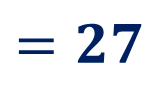 = 27